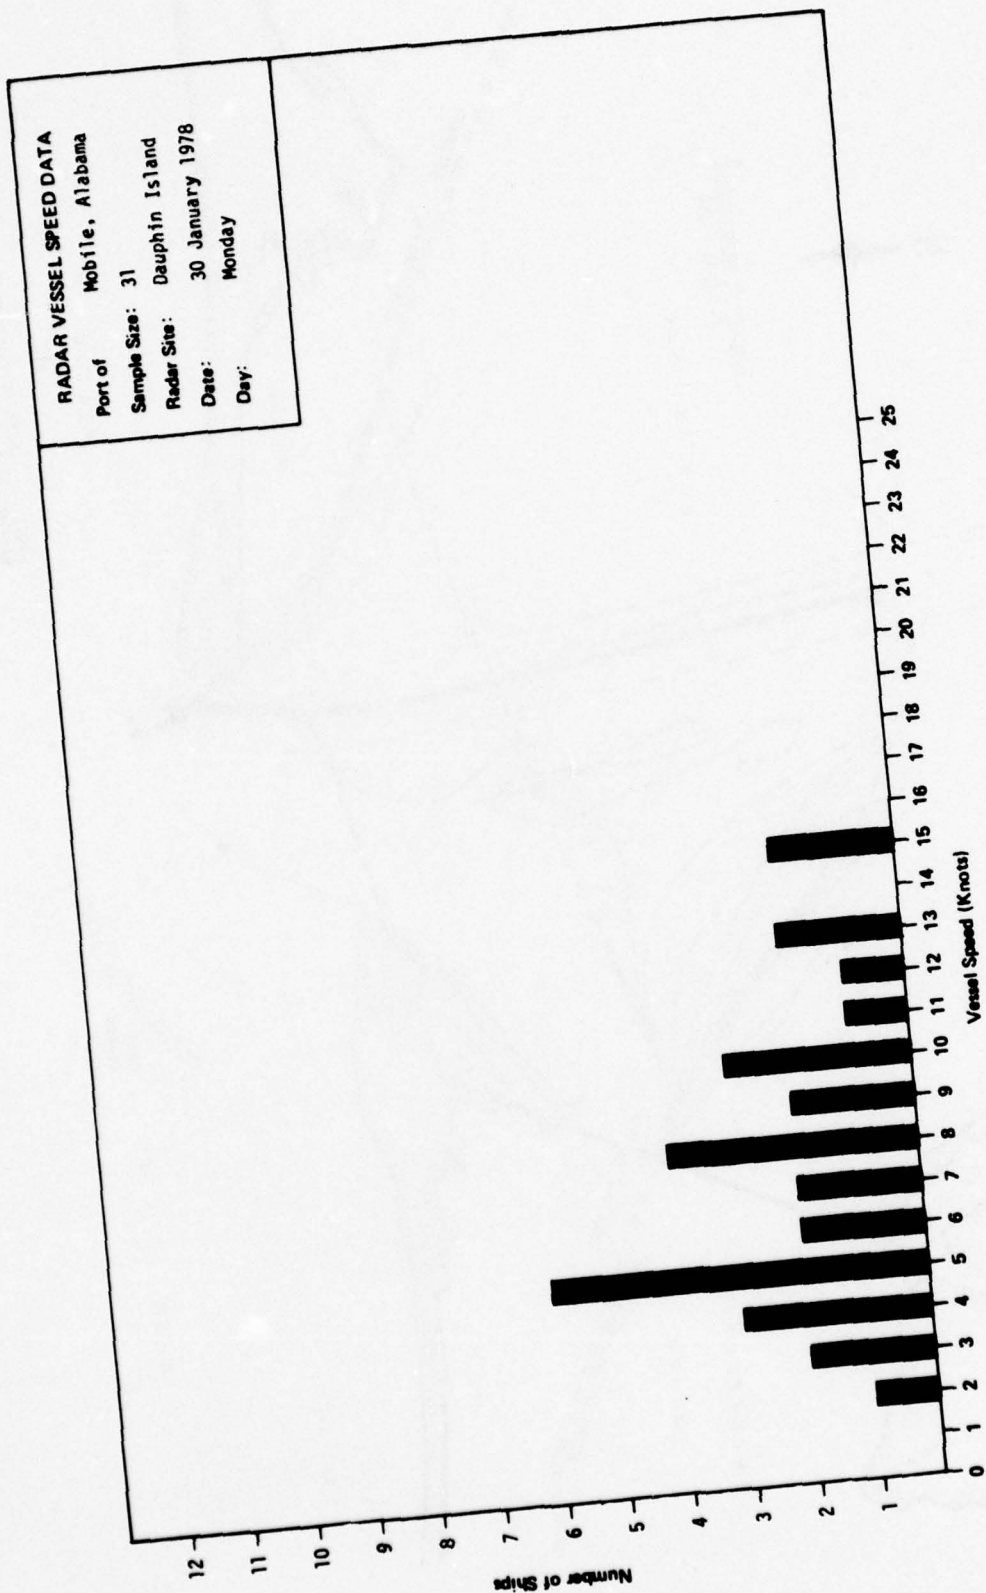 RADAR VESSEL SPEED DATA
Port of Mobile, Alabama
Sample Size: 31
Radar Site: Dauphin Island
Date: 30 January 1978
Day: Monday
12
11
10
9
8
7
6
5
4
3
2
1
Number of Ships
0 1 2 3 4 5 6 7 8 9 10 11 12 13 14 15 16 17 18 19 20 21 22 23 24 25
Vessel Speed (Knots)